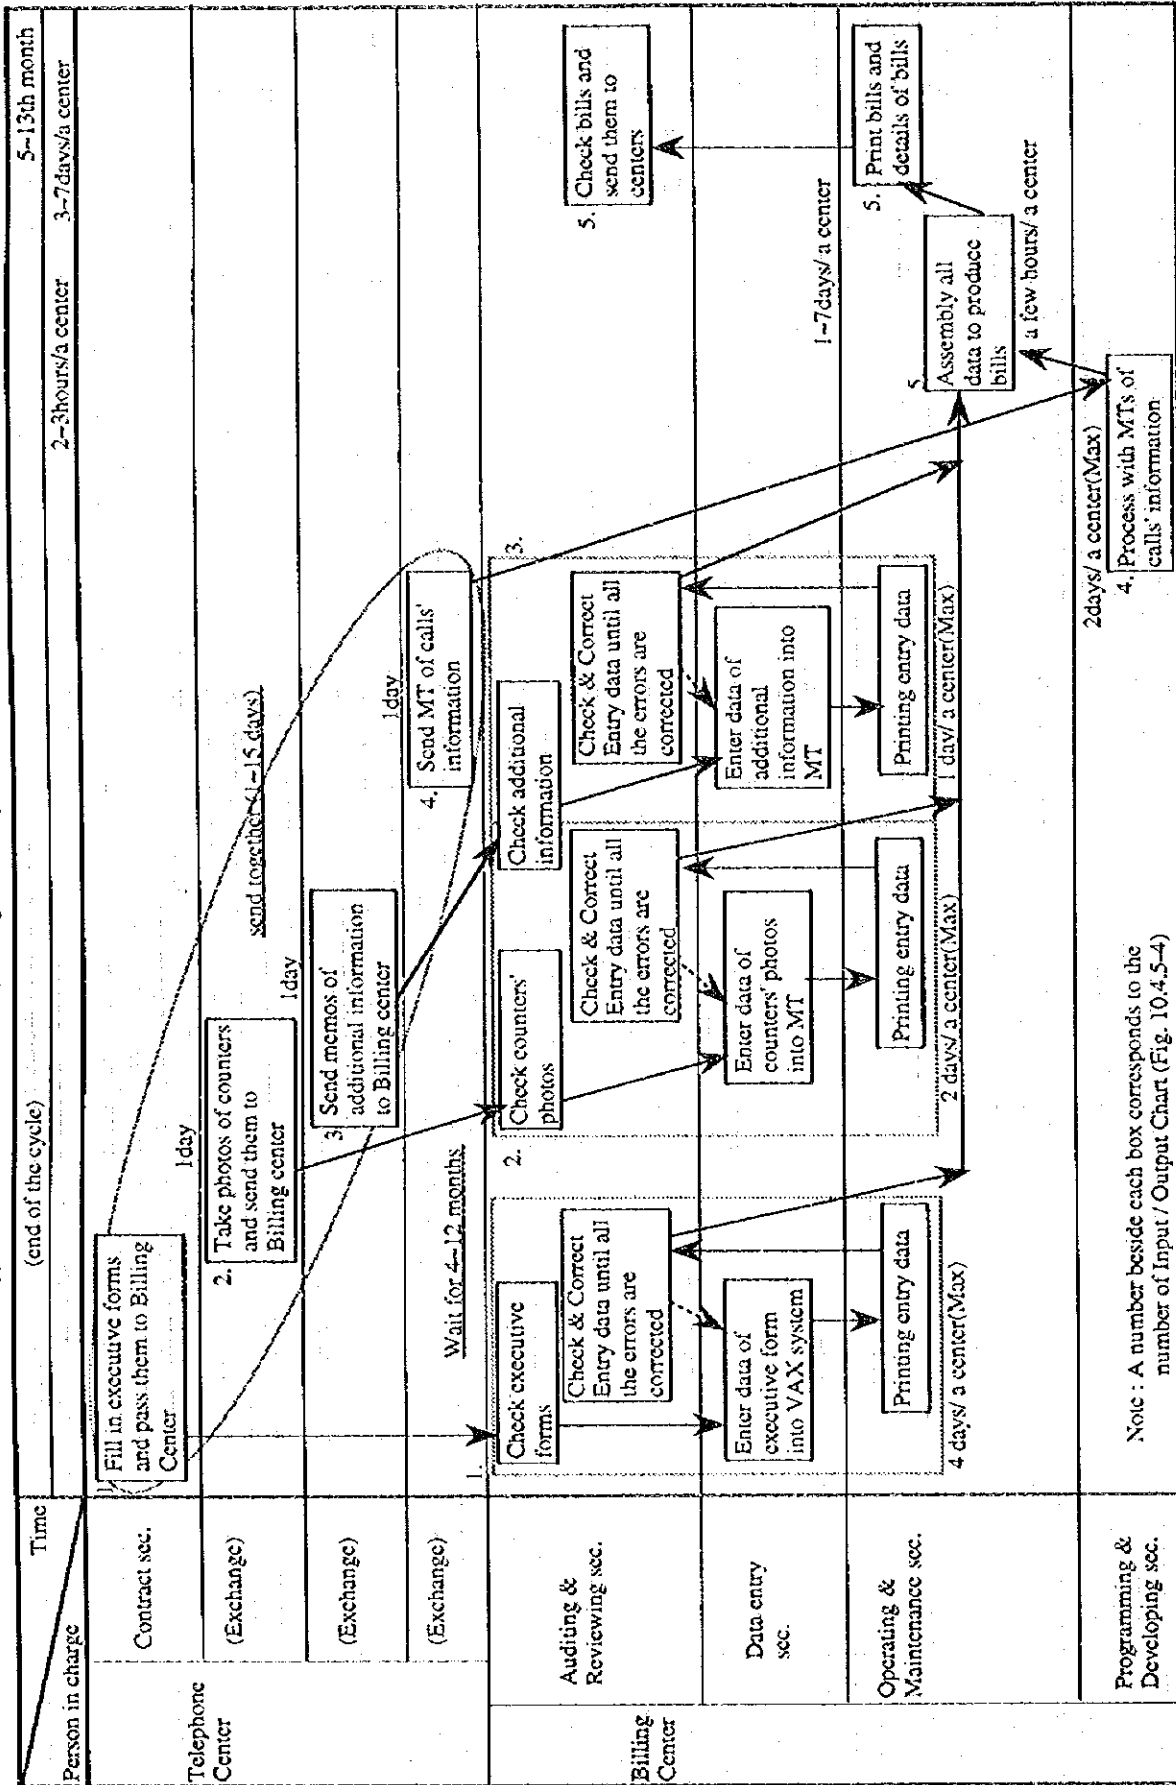 Time
(end of the cycle)
5~13th month
Person in charge
2~3hours/a center
3~7days/a center
Telephone
Center
Contract sec.
1.
Fill in executive forms
and pass them to Billing
Center
1day
(Exchange)
2.
Take photos of counters
and send them to
Billing center
send together (1~15 days)
1day
(Exchange)
3.
Send memos of
additional information
to Billing center
1day
(Exchange)
4.
Send MT of calls'
information
Wait for 4~12 months
Billing
Center
Auditing &
Reviewing sec.
1.
Check executive
forms
Check & Correct
Entry data until all
the errors are
corrected
2.
Check counters'
photos
Check & Correct
Entry data until all
the errors are
corrected
3.
Check additional
information
Check & Correct
Entry data until all
the errors are
corrected
5.
Check bills and
send them to
centers
Data entry
sec.
Enter data of
executive form
into VAX system
Enter data of
counters' photos
into MT
Enter data of
additional
information into
MT
1~7days/ a center
Operating &
Maintenance sec.
Printing entry data
4 days/ a center(Max)
Printing entry data
2 days/ a center(Max)
Printing entry data
1 day/ a center(Max)
5.
Assembly all
data to produce
bills
a few hours/ a center
5.
Print bills and
details of bills
Programming &
Developing sec.
2days/ a center(Max)
4.
Process with MTs of
calls' information
Note : A number beside each box corresponds to the
number of Input / Output Chart (Fig. 10.4.5-4)